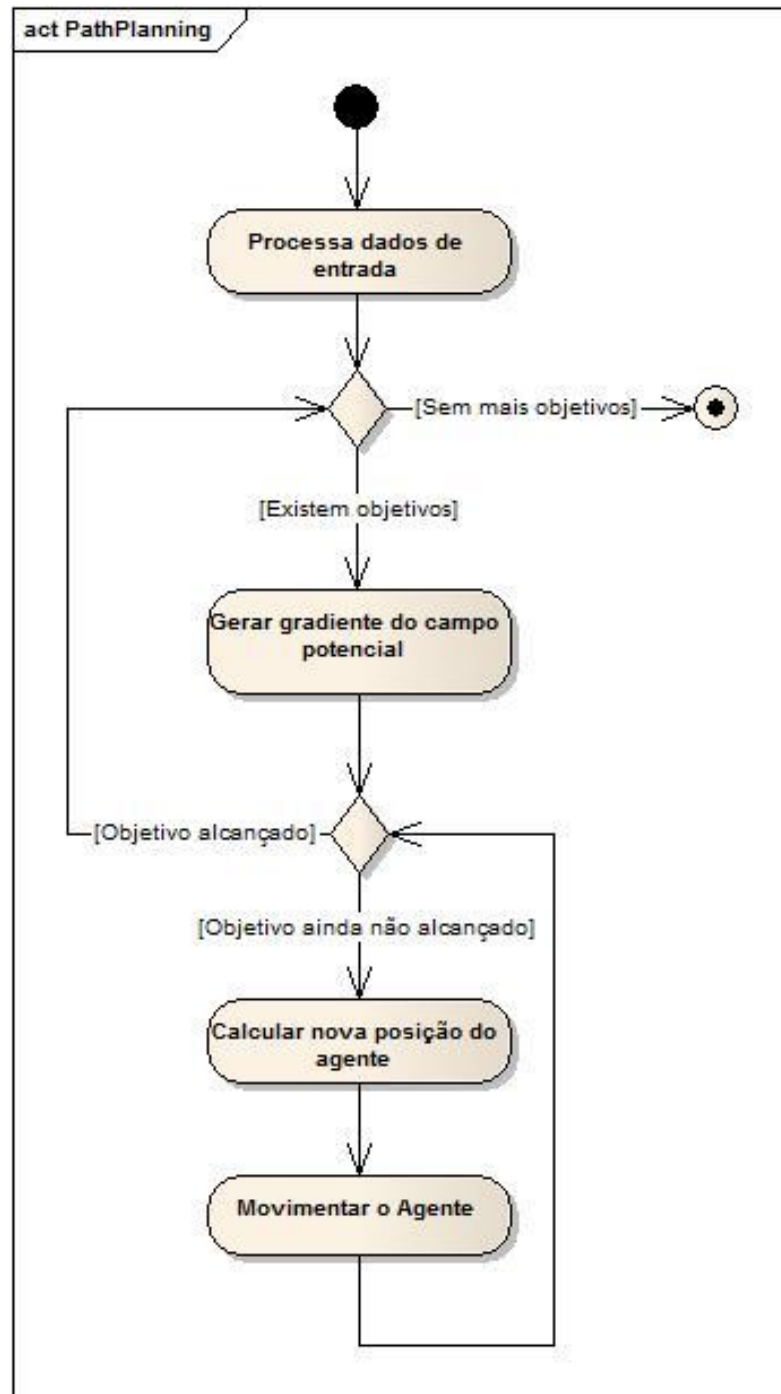 act PathPlanning
Processa dados de
entrada
[Sem mais objetivos]
[Existem objetivos]
Gerar gradiente do campo
potencial
[Objetivo alcançado]
[Objetivo ainda não alcançado]
Calcular nova posição do
agente
Movimentar o Agente